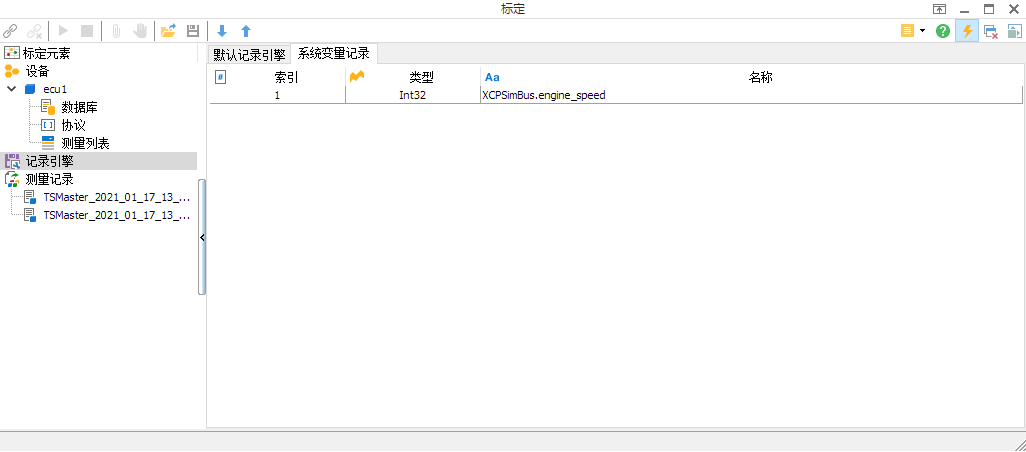 标定
标定元素
设备
ecu1
数据库
协议
测量列表
记录引擎
测量记录
TSMaster_2021_01_17_13_...
TSMaster_2021_01_17_13_...
默认记录引擎 系统变量记录
# 索引 类型 Aa 名称
1 Int32 XCPSimBus.engine_speed